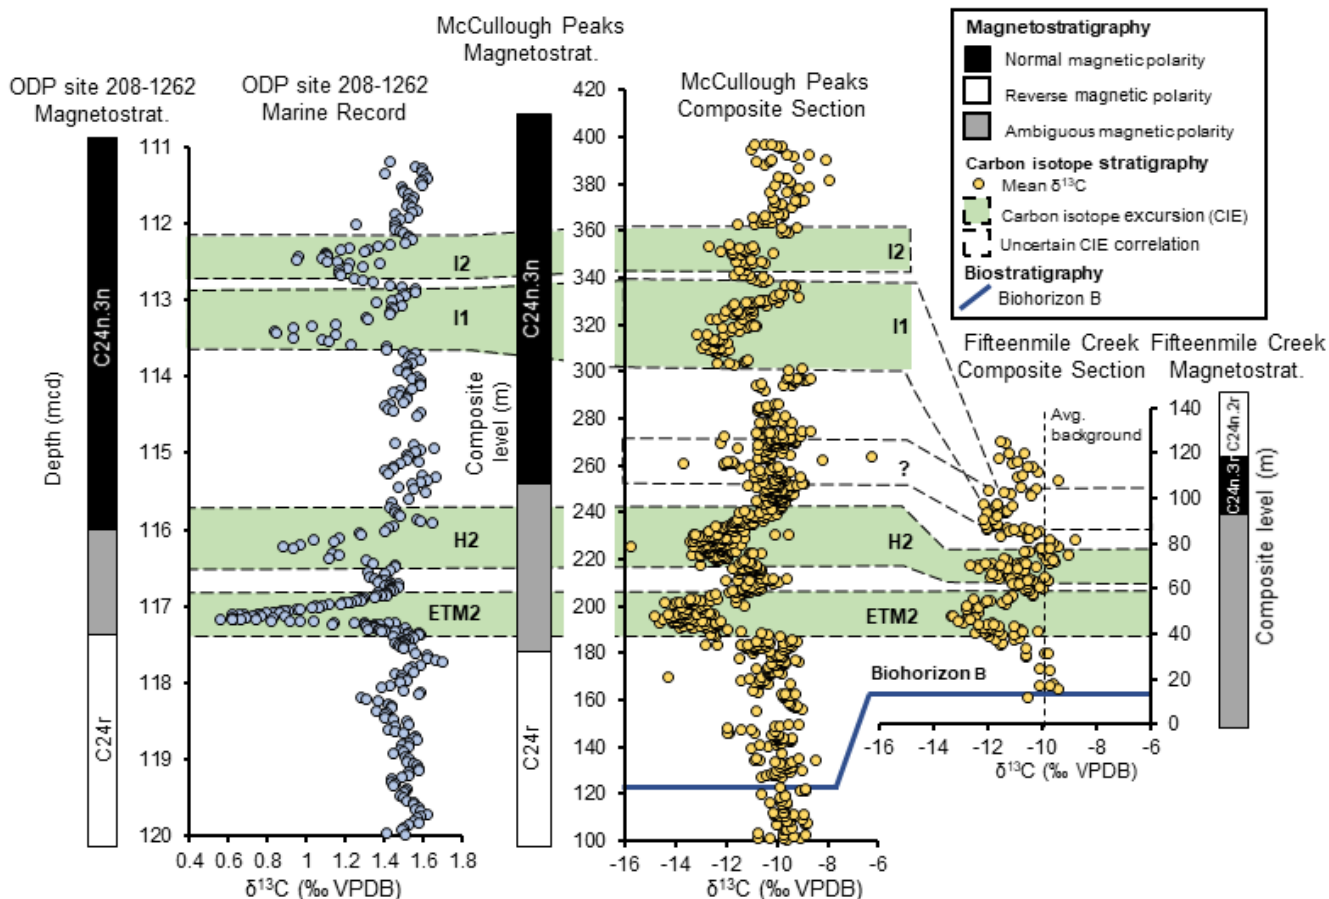 McCullough Peaks
Magnetostrat.
ODP site 208-1262
Magnetostrat.
ODP site 208-1262
Marine Record
McCullough Peaks
Composite Section
Magnetostratigraphy
Normal magnetic polarity
Reverse magnetic polarity
Ambiguous magnetic polarity
Carbon isotope stratigraphy
Mean δ¹³C
Carbon isotope excursion (CIE)
Uncertain CIE correlation
Biostratigraphy
Biohorizon B
Fifteenmile Creek
Composite Section
Fifteenmile Creek
Magnetostrat.
C24n.3n
C24r
Depth (mcd)
111
112
113
114
115
116
117
118
119
120
0.4 0.6 0.8 1 1.2 1.4 1.6 1.8
δ¹³C (‰ VPDB)
I2
I1
H2
ETM2
C24n.3n
C24r
Composite
level (m)
420
400
380
360
340
320
300
280
260
240
220
200
180
160
140
120
100
-16 -14 -12 -10 -8 -6
δ¹³C (‰ VPDB)
I2
I1
?
H2
ETM2
Biohorizon B
Avg.
background
140
120
100
80
60
40
20
0
-16 -14 -12 -10 -8 -6
δ¹³C (‰ VPDB)
C24n.2r
C24n.3n
Composite level (m)